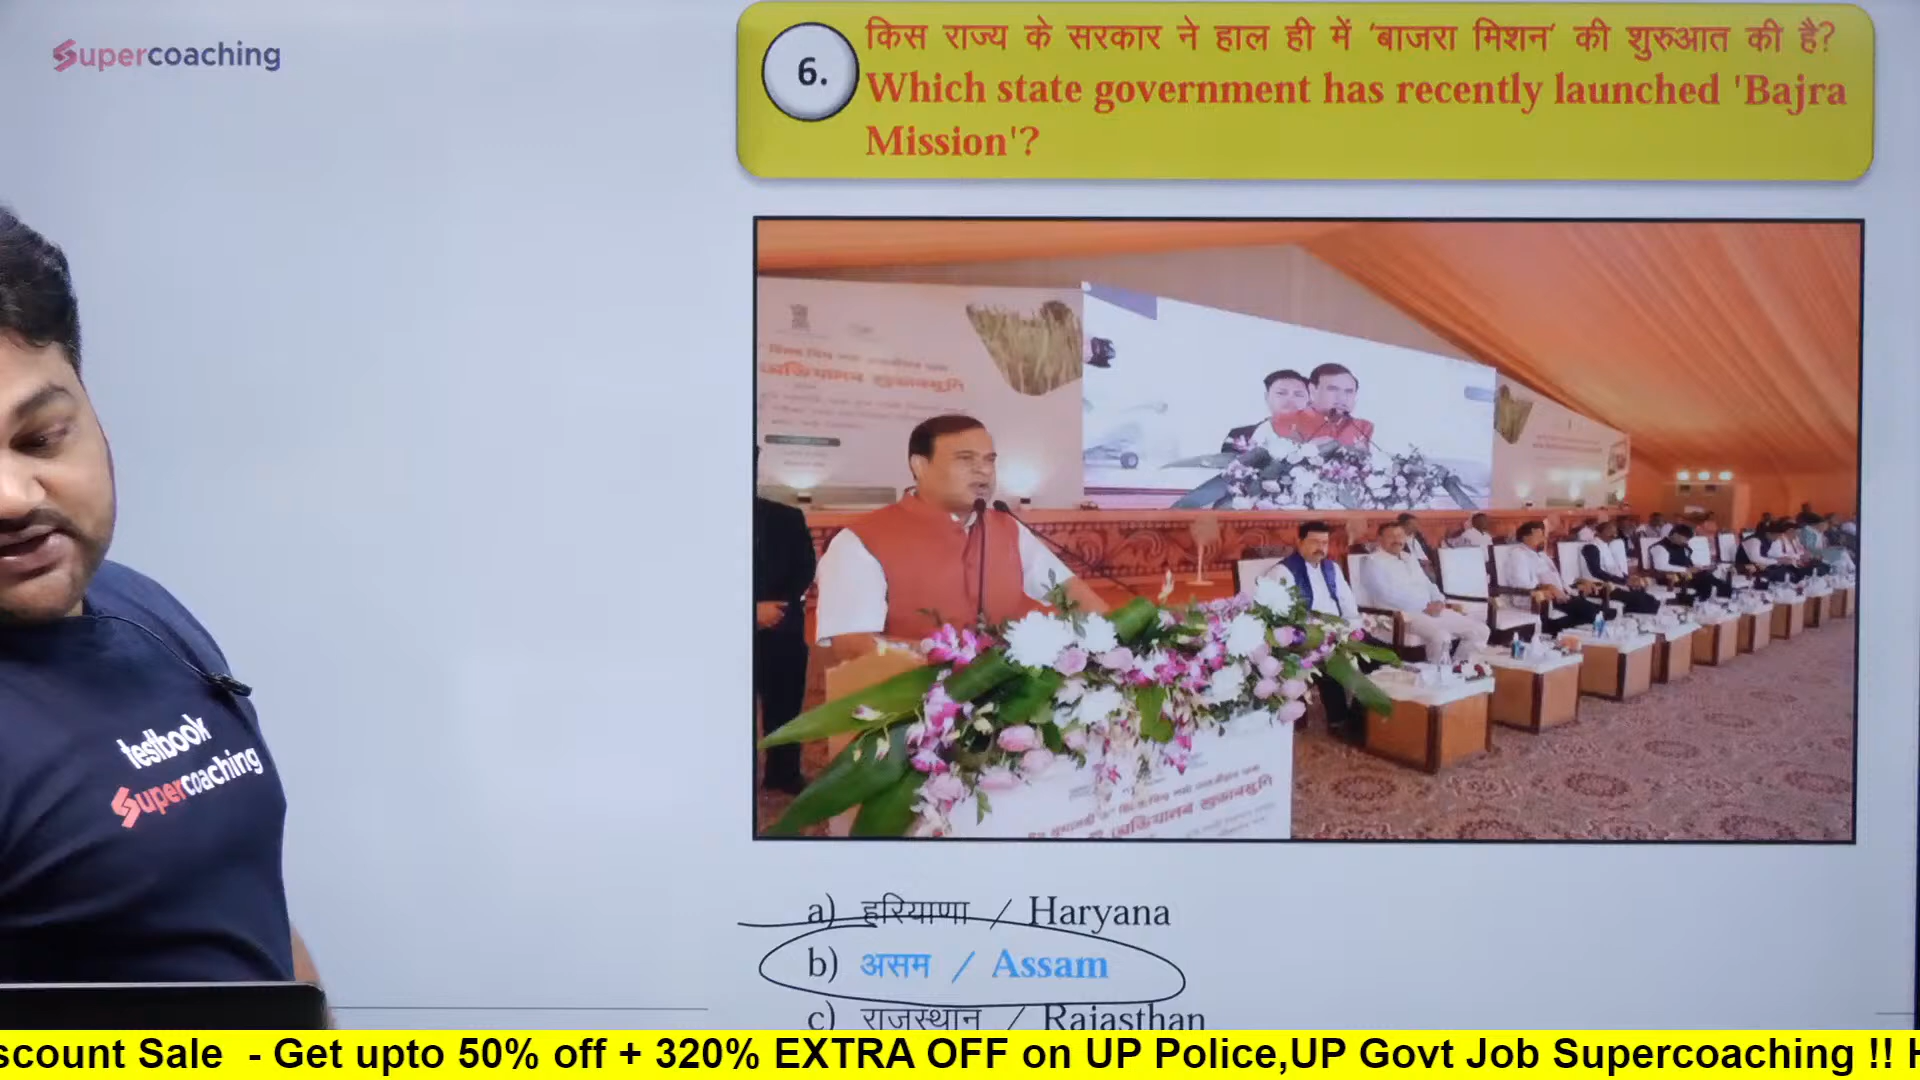 Supercoaching
6.
किस राज्य के सरकार ने हाल ही में 'बाजरा मिशन' की शुरुआत की है?
Which state government has recently launched 'Bajra
Mission'?
testbook
Supercoaching
a) हरियाणा / Haryana
b) असम / Assam
c) राजस्थान / Rajasthan
scount Sale - Get upto 50% off + 320% EXTRA OFF on UP Police,UP Govt Job Supercoaching !! H